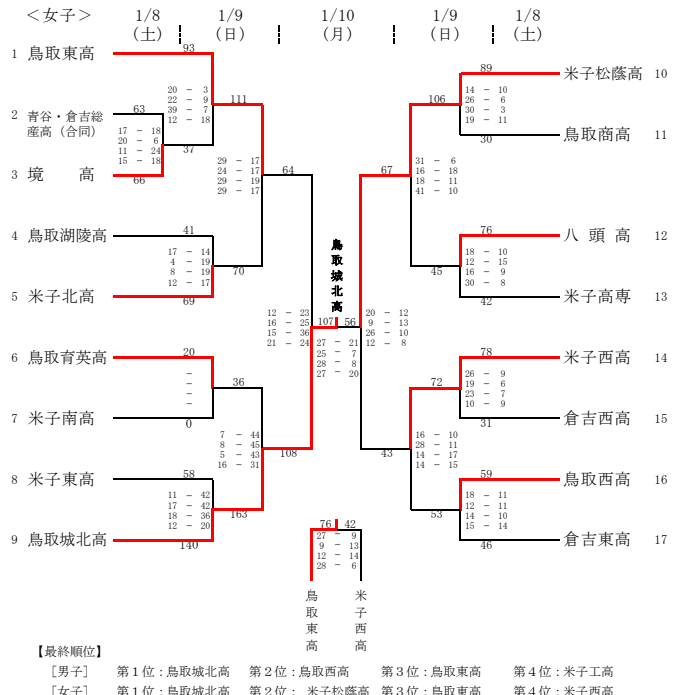 ＜女子＞ 1/8 1/9 1/10 1/9 1/8
（土） （日） （月） （日） （土）
1 鳥取東高 93
2 青谷・倉吉総
産高（合同） 63
20 － 3
22 － 9
39 － 7
12 － 18
111
17 － 18
20 － 6
11 － 24
15 － 18
37
3 境　　高 66
29 － 17
24 － 17
29 － 19
29 － 17
64
4 鳥取湖陵高 41
17 － 14
4 － 19
8 － 19
12 － 17
70
5 米子北高 69
12 － 23
16 － 25
15 － 36
21 － 24
6 鳥取育英高 20
－
－
－
－
36
7 米子南高 0
7 － 44
8 － 45
5 － 43
16 － 31
108
8 米東高 58
11 － 42
17 － 42
18 － 36
12 － 20
163
9 鳥取城北高 140
鳥取城北高
107 56
27 － 21
25 － 7
28 － 8
27 － 20
89 米子松蔭高 10
106
14 － 10
26 － 6
30 － 3
19 － 11
30 鳥取商高 11
67
31 － 6
16 － 18
18 － 11
41 － 10
76 八頭高 12
45
18 － 10
12 － 15
16 － 9
30 － 8
42 米子高専 13
20 － 12
9 － 13
26 － 10
12 － 8
78 米子西高 14
72
26 － 9
19 － 6
23 － 7
10 － 9
31 倉吉西高 15
43
16 － 10
28 － 11
14 － 17
14 － 15
59 鳥取西高 16
53
18 － 11
12 － 11
14 － 10
15 － 14
46 倉吉東高 17
76 42
27 － 9
9 － 13
12 － 14
28 － 6
鳥取東高
米子西高
【最終順位】
［男子］ 第1位：鳥取城北高 第2位：鳥取西高 第3位：鳥取東高 第4位：米子工高
［女子］ 第1位：鳥取城北高 第2位： 米子松蔭高 第3位：鳥取東高 第4位：米子西高